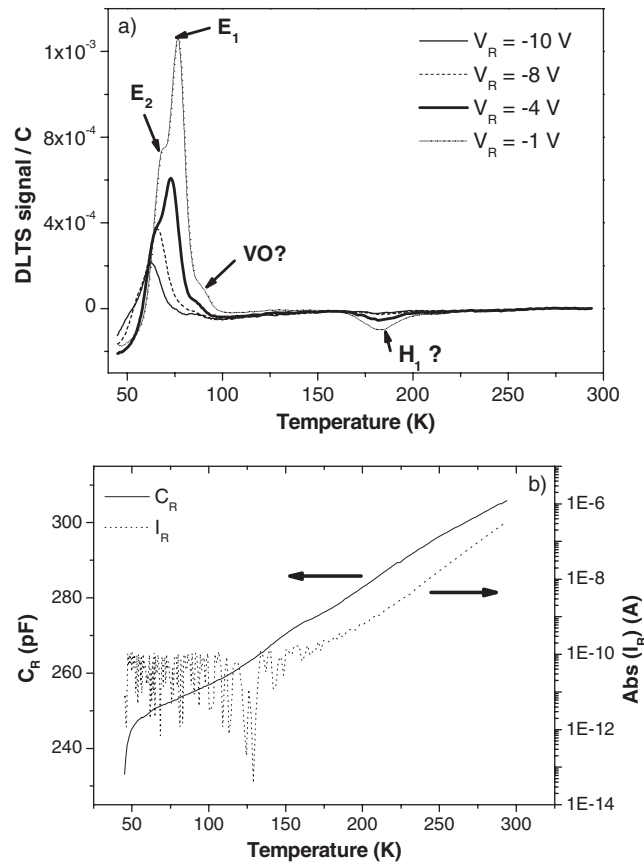 a)
E₁
E₂
V_R = -10 V
V_R = -8 V
V_R = -4 V
V_R = -1 V
VO?
H₁ ?
DLTS signal / C
1x10⁻³
8x10⁻⁴
4x10⁻⁴
0
50 100 150 200 250 300
Temperature (K)
b)
C_R
I_R
C_R (pF)
300
280
260
240
Abs (I_R) (A)
1E-6
1E-8
1E-10
1E-12
1E-14
50 100 150 200 250 300
Temperature (K)